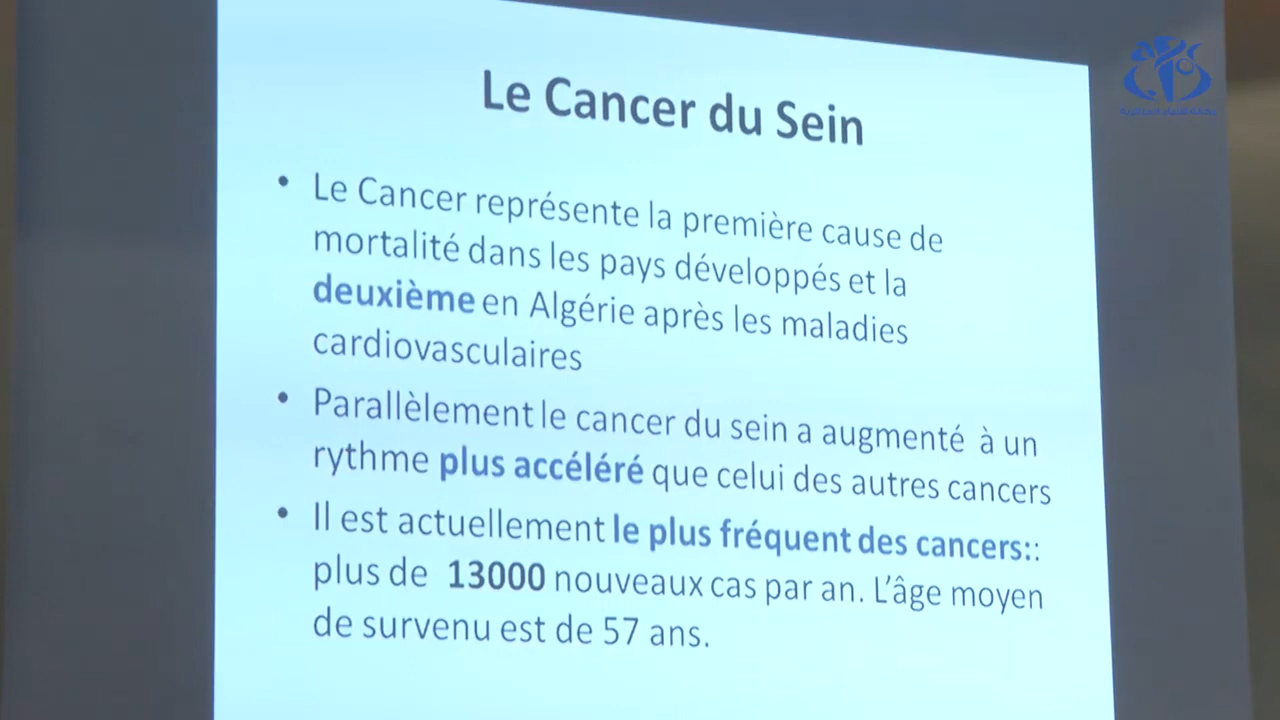 Le Cancer du Sein
• Le Cancer représente la première cause de
mortalité dans les pays développés et la
deuxième en Algérie après les maladies
cardiovasculaires
• Parallèlement le cancer du sein a augmenté à un
rythme plus accéléré que celui des autres cancers
• Il est actuellement le plus fréquent des cancers::
plus de 13000 nouveaux cas par an. L’âge moyen
de survenu est de 57 ans.